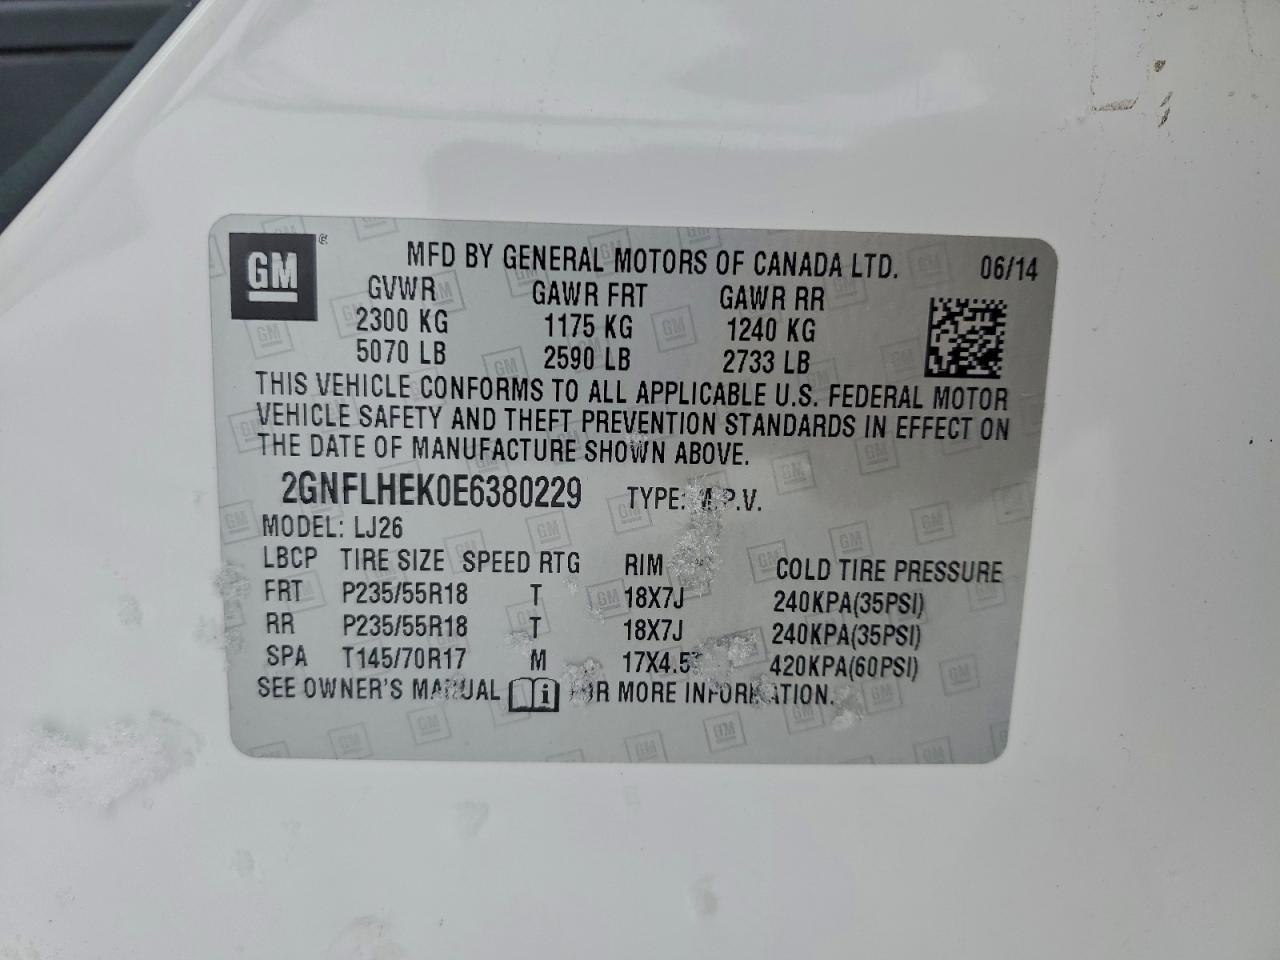 GM
MFD BY GENERAL MOTORS OF CANADA LTD. 06/14
GVWR GAWR FRT GAWR RR
2300 KG 1175 KG 1240 KG
5070 LB 2590 LB 2733 LB
THIS VEHICLE CONFORMS TO ALL APPLICABLE U.S. FEDERAL MOTOR
VEHICLE SAFETY AND THEFT PREVENTION STANDARDS IN EFFECT ON
THE DATE OF MANUFACTURE SHOWN ABOVE.
2GNFLHEK0E6380229 TYPE: M.P.V.
MODEL: LJ26
LBCP TIRE SIZE SPEED RTG RIM COLD TIRE PRESSURE
FRT P235/55R18 T 18X7J 240KPA(35PSI)
RR P235/55R18 T 18X7J 240KPA(35PSI)
SPA T145/70R17 M 420KPA(60PSI)
SEE OWNER'S MANUAL FOR MORE INFORMATION.